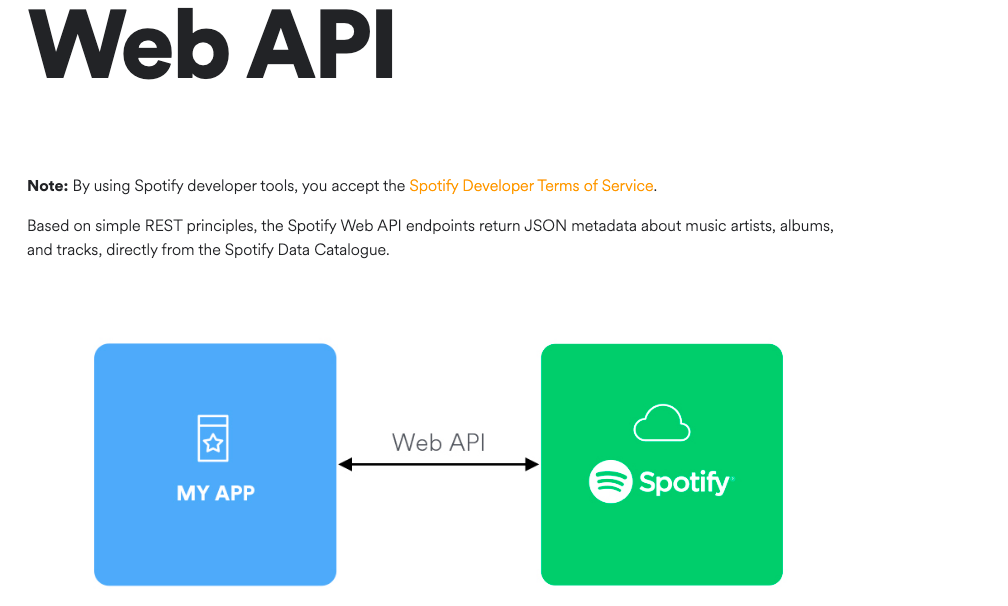 Web API
Note: By using Spotify developer tools, you accept the Spotify Developer Terms of Service.
Based on simple REST principles, the Spotify Web API endpoints return JSON metadata about music artists, albums,
and tracks, directly from the Spotify Data Catalogue.
Web API
MY APP
Spotify